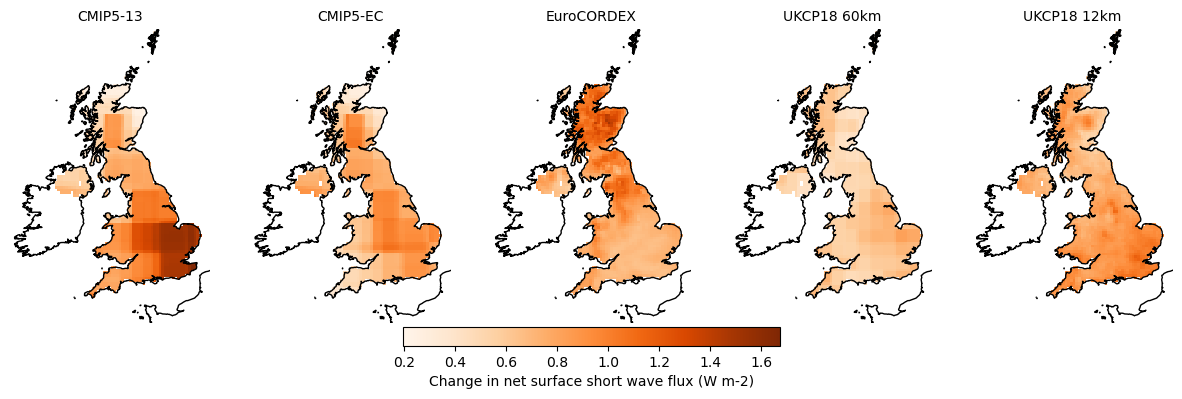 CMIP5-13 CMIP5-EC EuroCORDEX UKCP18 60km UKCP18 12km
0.2 0.4 0.6 0.8 1.0 1.2 1.4 1.6
Change in net surface short wave flux (W m-2)